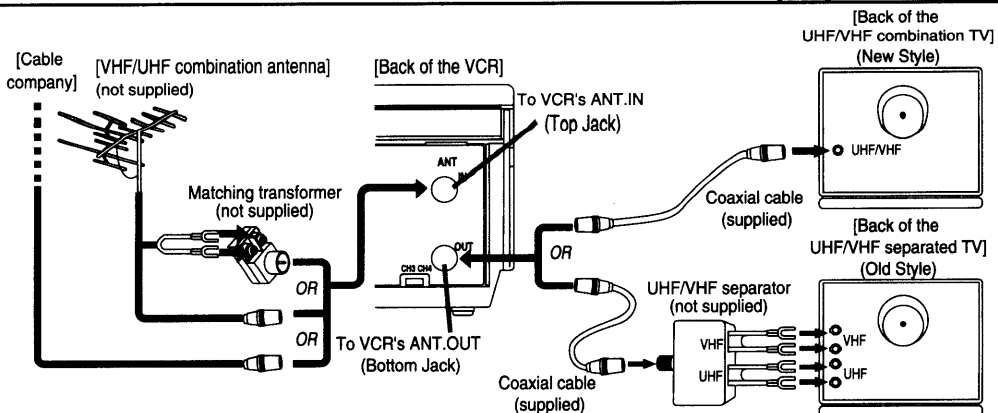 [Cable
company]
[VHF/UHF combination antenna]
(not supplied)
[Back of the VCR]
To VCR's ANT.IN
(Top Jack)
ANT
IN
OUT
CH3 CH4
Matching transformer
(not supplied)
OR
OR
To VCR's ANT.OUT
(Bottom Jack)
OR
Coaxial cable
(supplied)
[Back of the
UHF/VHF combination TV]
(New Style)
UHF/VHF
Coaxial cable
(supplied)
UHF/VHF separator
(not supplied)
VHF
UHF
[Back of the
UHF/VHF separated TV]
(Old Style)
VHF
UHF